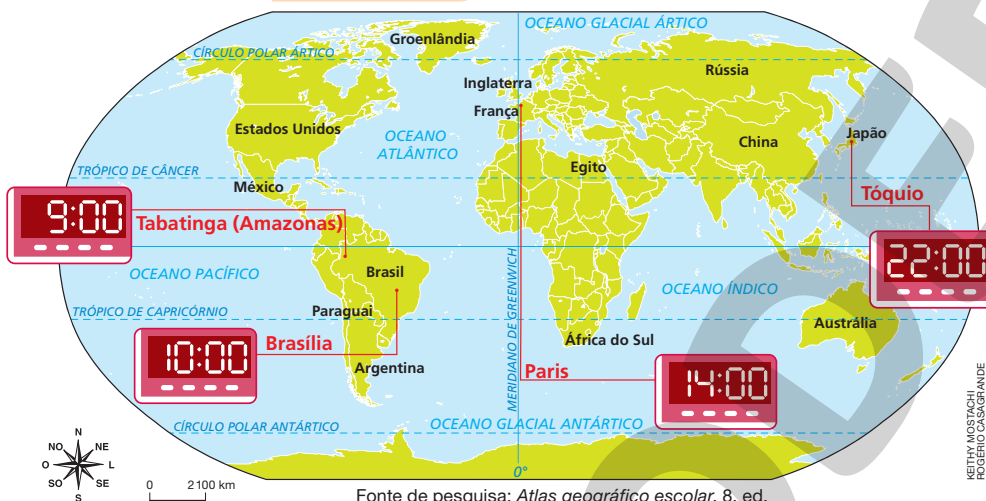 OCEANO GLACIAL ÁRTICO
Groenlândia
CÍRCULO POLAR ÁRTICO
Rússia
Inglaterra
França
Estados Unidos
OCEANO
ATLÂNTICO
China
Japão
Egito
TRÓPICO DE CÂNCER
México
Tóquio
9:00
Tabatinga (Amazonas)
22:00
OCEANO PACÍFICO
Brasil
MERIDIANO DE GREENWICH
OCEANO ÍNDICO
TRÓPICO DE CAPRICÓRNIO
Paraguai
Austrália
10:00
Brasília
África do Sul
Argentina
Paris
14:00
OCEANO GLACIAL ANTÁRTICO
CÍRCULO POLAR ANTÁRTICO
0°
N
NO NE
O L
SO SE
S
0 2 100 km
Fonte de pesquisa: Atlas geográfico escolar. 8. ed.
KEITHY MOSTACHI
ROGÉRIO CASAGRANDE